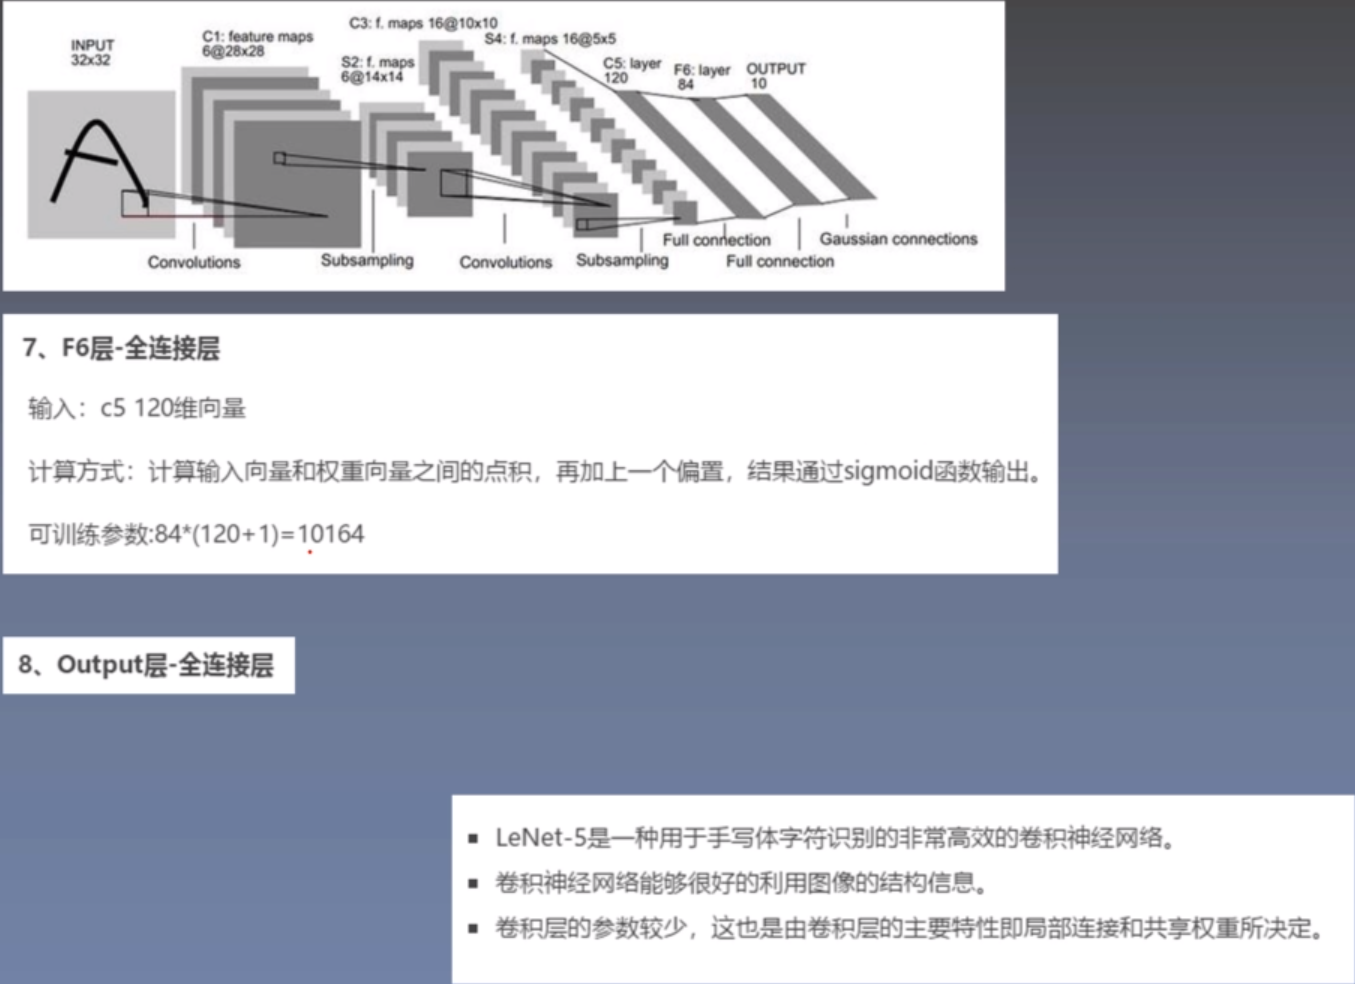 INPUT
32x32
C1: feature maps
6@28x28
S2: f. maps
6@14x14
C3: f. maps 16@10x10
S4: f. maps 16@5x5
C5: layer
120
F6: layer
84
OUTPUT
10
Convolutions
Subsampling
Convolutions
Subsampling
Full connection
Full connection
Gaussian connections
7、F6层-全连接层
输入：c5 120维向量
计算方式：计算输入向量和权重向量之间的点积，再加上一个偏置，结果通过sigmoid函数输出。
可训练参数:84*(120+1)=10164
8、Output层-全连接层
▪ LeNet-5是一种用于手写体字符识别的非常高效的卷积神经网络。
▪ 卷积神经网络能够很好的利用图像的结构信息。
▪ 卷积层的参数较少，这也是由卷积层的主要特性即局部连接和共享权重所决定。